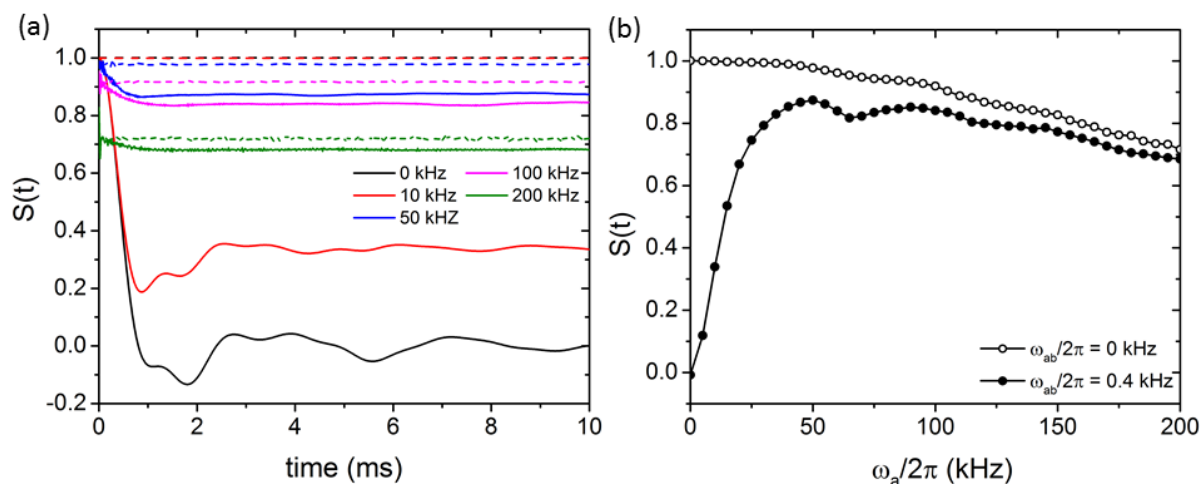 (a)
S(t)
1.0
0.8
0.6
0.4
0.2
0.0
-0.2
0 kHz
100 kHz
10 kHz
200 kHz
50 kHZ
0
2
4
6
8
10
time (ms)
(b)
S(t)
1.0
0.8
0.6
0.4
0.2
0.0
ω_ab/2π = 0 kHz
ω_ab/2π = 0.4 kHz
0
50
100
150
200
ω_a/2π (kHz)